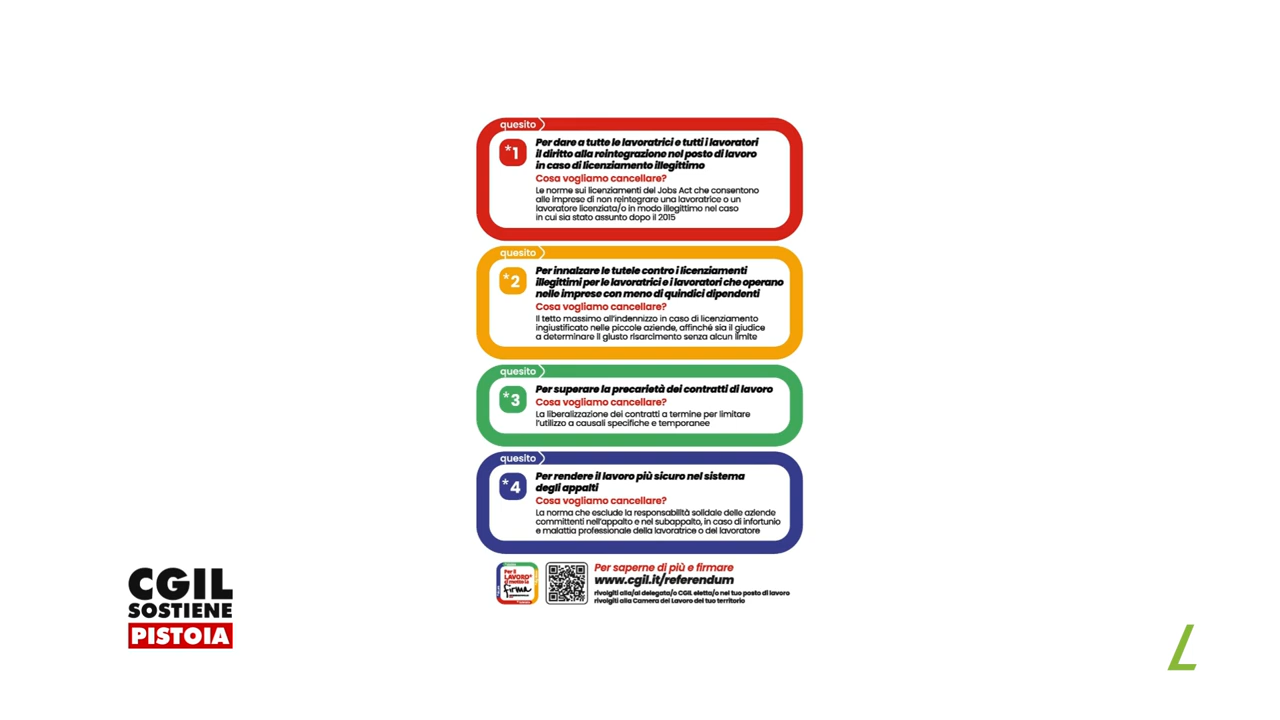 quesito
*1
Per dare a tutte le lavoratrici e tutti i lavoratori
il diritto alla reintegrazione nel posto di lavoro
in caso di licenziamento illegittimo
Cosa vogliamo cancellare?
Le norme sui licenziamenti del Jobs Act che consentono
alle imprese di non reintegrare una lavoratrice o un
lavoratore licenziata/o in modo illegittimo nel caso
in cui sia stato assunto dopo il 2015
quesito
*2
Per innalzare le tutele contro i licenziamenti
illegittimi per le lavoratrici e i lavoratori che operano
nelle imprese con meno di quindici dipendenti
Cosa vogliamo cancellare?
Il tetto massimo all'indennizzo in caso di licenziamento
ingiustificato nelle piccole aziende, affinché sia il giudice
a determinare il giusto risarcimento senza alcun limite
quesito
*3
Per superare la precarietà dei contratti di lavoro
Cosa vogliamo cancellare?
La liberalizzazione dei contratti a termine per limitare
l'utilizzo a causali specifiche e temporanee
quesito
*4
Per rendere il lavoro più sicuro nel sistema
degli appalti
Cosa vogliamo cancellare?
La norma che esclude la responsabilità solidale delle aziende
committenti nell'appalto e nel subappalto, in caso di infortunio
e malattia professionale della lavoratrice o del lavoratore
Per il
LAVORO*
ci metto la
firma
Per saperne di più e firmare
www.cgil.it/referendum
rivolgiti alla/al delegata/o CGIL eletta/o nel tuo posto di lavoro
rivolgiti alla Camera del Lavoro del tuo territorio
CGIL
SOSTIENE
PISTOIA
L